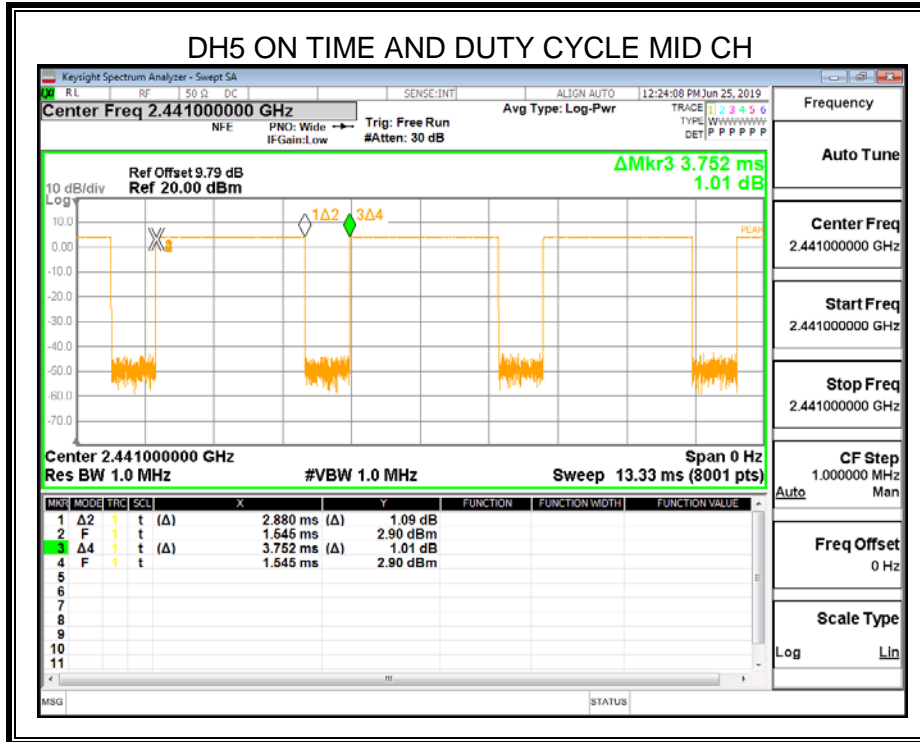 DH5 ON TIME AND DUTY CYCLE MID CH
Keysight Spectrum Analyzer - Swept SA
RL RF 50 Ω DC SENSE:INT ALIGN AUTO 12:24:08 PM Jun 25, 2019
Center Freq 2.441000000 GHz
NFE
PNO: Wide
IFGain:Low
Trig: Free Run
#Atten: 30 dB
Avg Type: Log-Pwr
TRACE 1 2 3 4 5 6
TYPE WWWWWW
DET P P P P P P
ΔMkr3 3.752 ms
1.01 dB
Ref Offset 9.79 dB
10 dB/div Ref 20.00 dBm
Log
1Δ2 3Δ4
PEAK
10.0
0.00
-10.0
-20.0
-30.0
-40.0
-50.0
-60.0
-70.0
Center 2.441000000 GHz Span 0 Hz
Res BW 1.0 MHz #VBW 1.0 MHz Sweep 13.33 ms (8001 pts)
MKR MODE TRC SCL X Y FUNCTION FUNCTION WIDTH FUNCTION VALUE
1 Δ2 1 t (Δ) 2.880 ms (Δ) 1.09 dB
2 F 1 t 1.545 ms 2.90 dBm
3 Δ4 1 t (Δ) 3.752 ms (Δ) 1.01 dB
4 F 1 t 1.545 ms 2.90 dBm
5
6
7
8
9
10
11
MSG STATUS
Frequency
Auto Tune
Center Freq
2.441000000 GHz
Start Freq
2.441000000 GHz
Stop Freq
2.441000000 GHz
CF Step
1.000000 MHz
Auto Man
Freq Offset
0 Hz
Scale Type
Log Lin